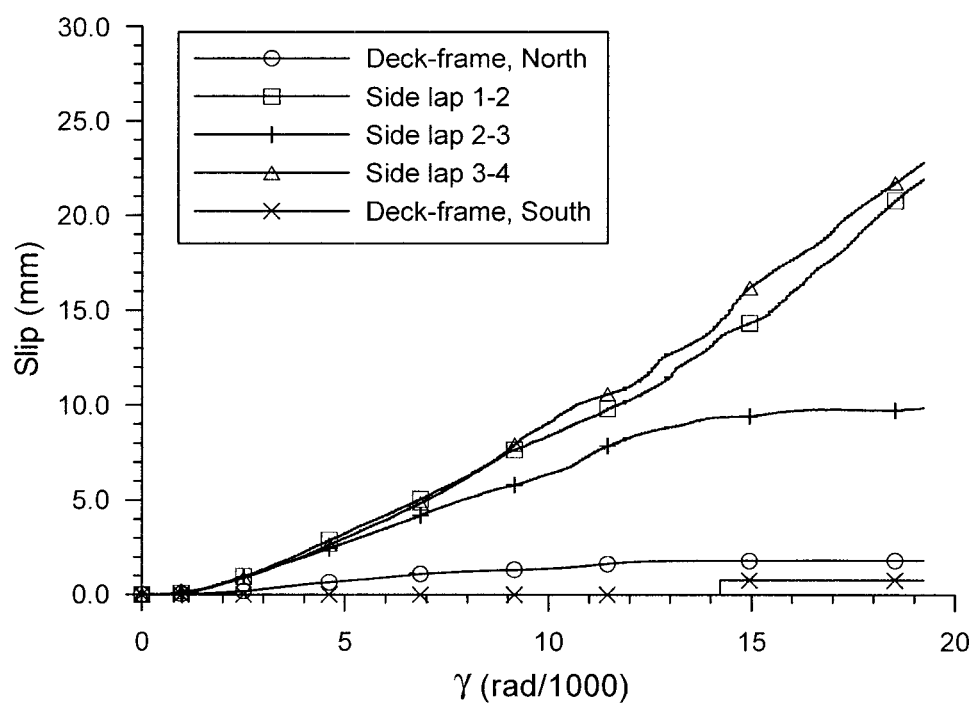 30.0
25.0
20.0
15.0
10.0
5.0
0.0
Slip (mm)
Deck-frame, North
Side lap 1-2
Side lap 2-3
Side lap 3-4
Deck-frame, South
0 5 10 15 20
γ (rad/1000)